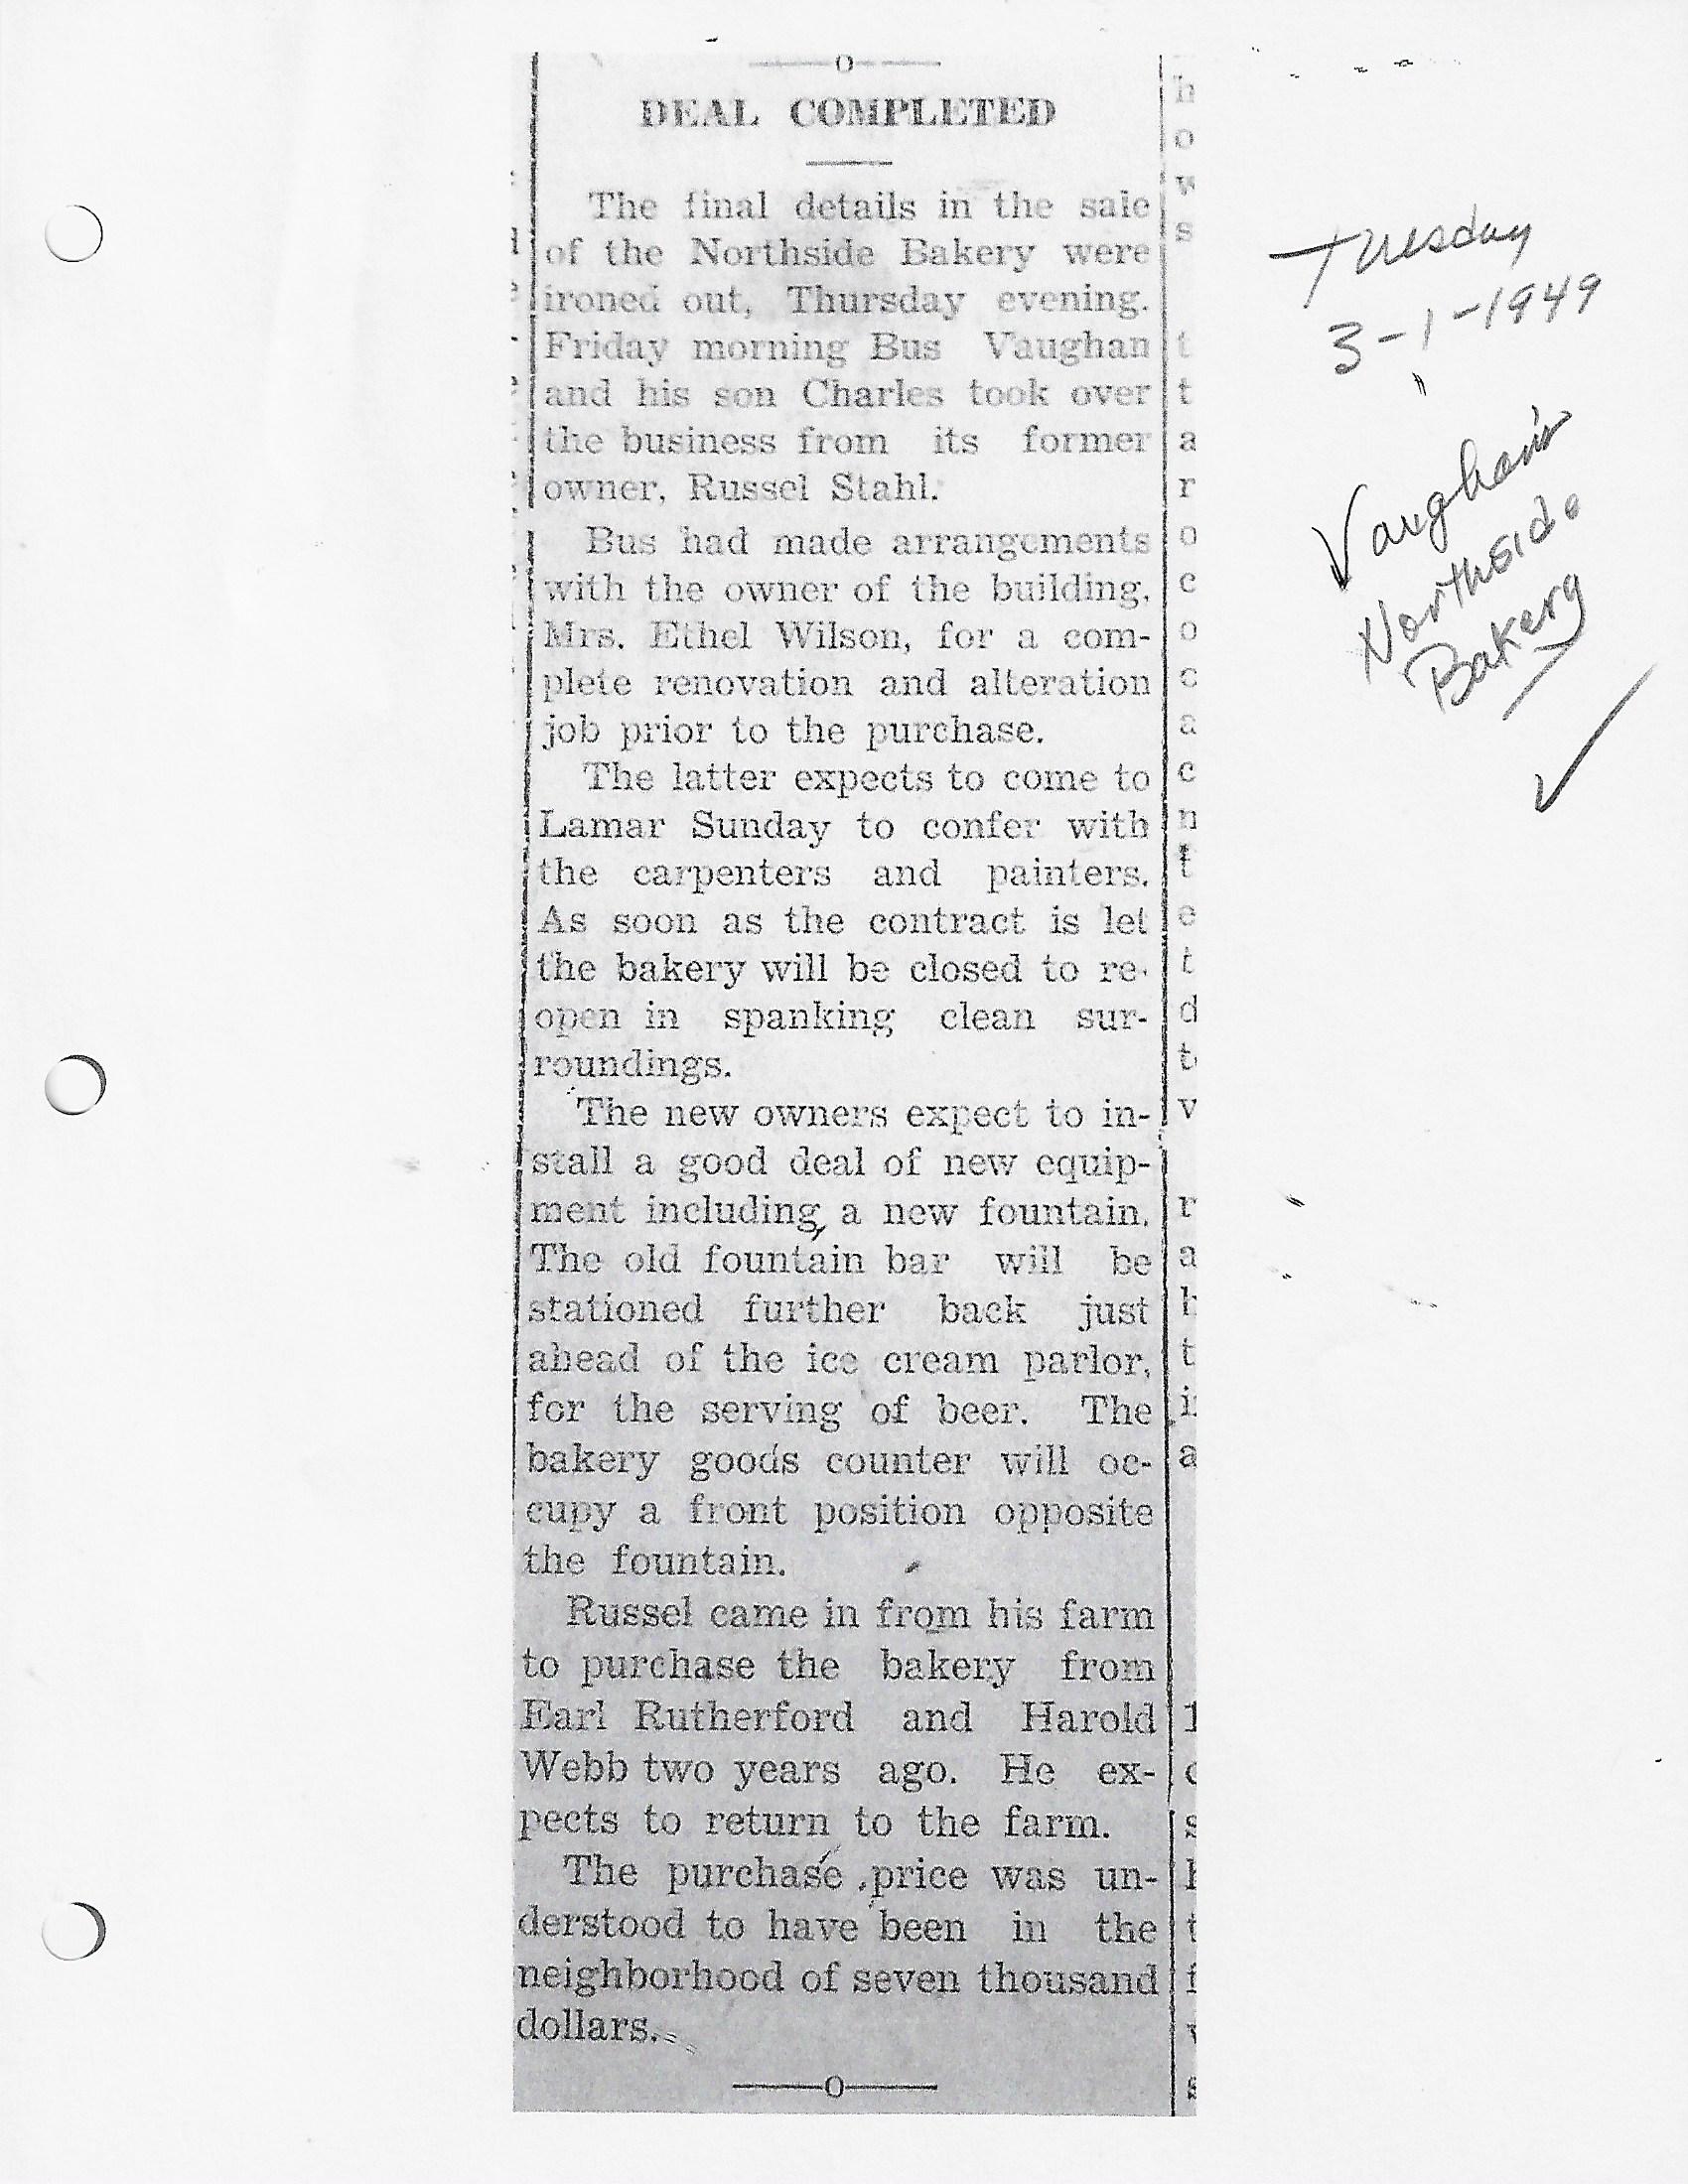 DEAL COMPLETED
The final details in the sale
of the Northside Bakery were
ironed out, Thursday evening.
Friday morning Bus Vaughan
and his son Charles took over
the business from its former
owner, Russel Stahl.
Bus had made arrangements
with the owner of the building,
Mrs. Ethel Wilson, for a com-
plete renovation and alteration
job prior to the purchase.
The latter expects to come to
Lamar Sunday to confer with
the carpenters and painters.
As soon as the contract is let
the bakery will be closed to re-
open in spanking clean sur-
roundings.
The new owners expect to in-
stall a good deal of new equip-
ment including a new fountain.
The old fountain bar will be
stationed further back just
ahead of the ice cream parlor,
for the serving of beer. The
bakery goods counter will oc-
cupy a front position opposite
the fountain.
Russel came in from his farm
to purchase the bakery from
Earl Rutherford and Harold
Webb two years ago. He ex-
pects to return to the farm.
The purchase price was un-
derstood to have been in the
neighborhood of seven thousand
dollars.
Tuesday
3-1-1949
Vaughan's
Northside
Bakery